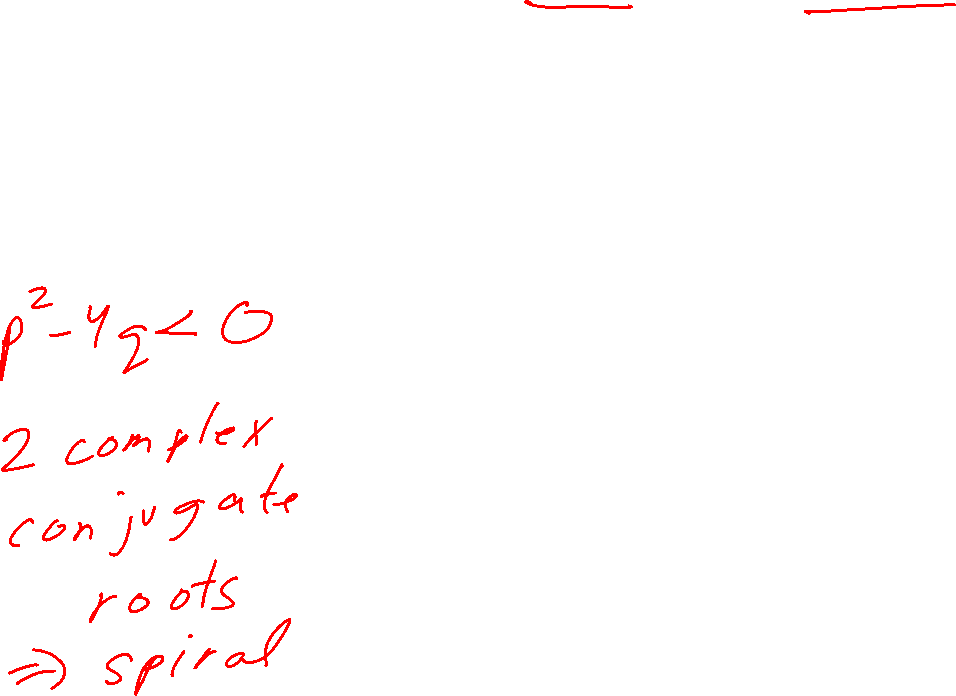 p² - 4q < 0
2 complex
conjugate
roots
⇒ spiral